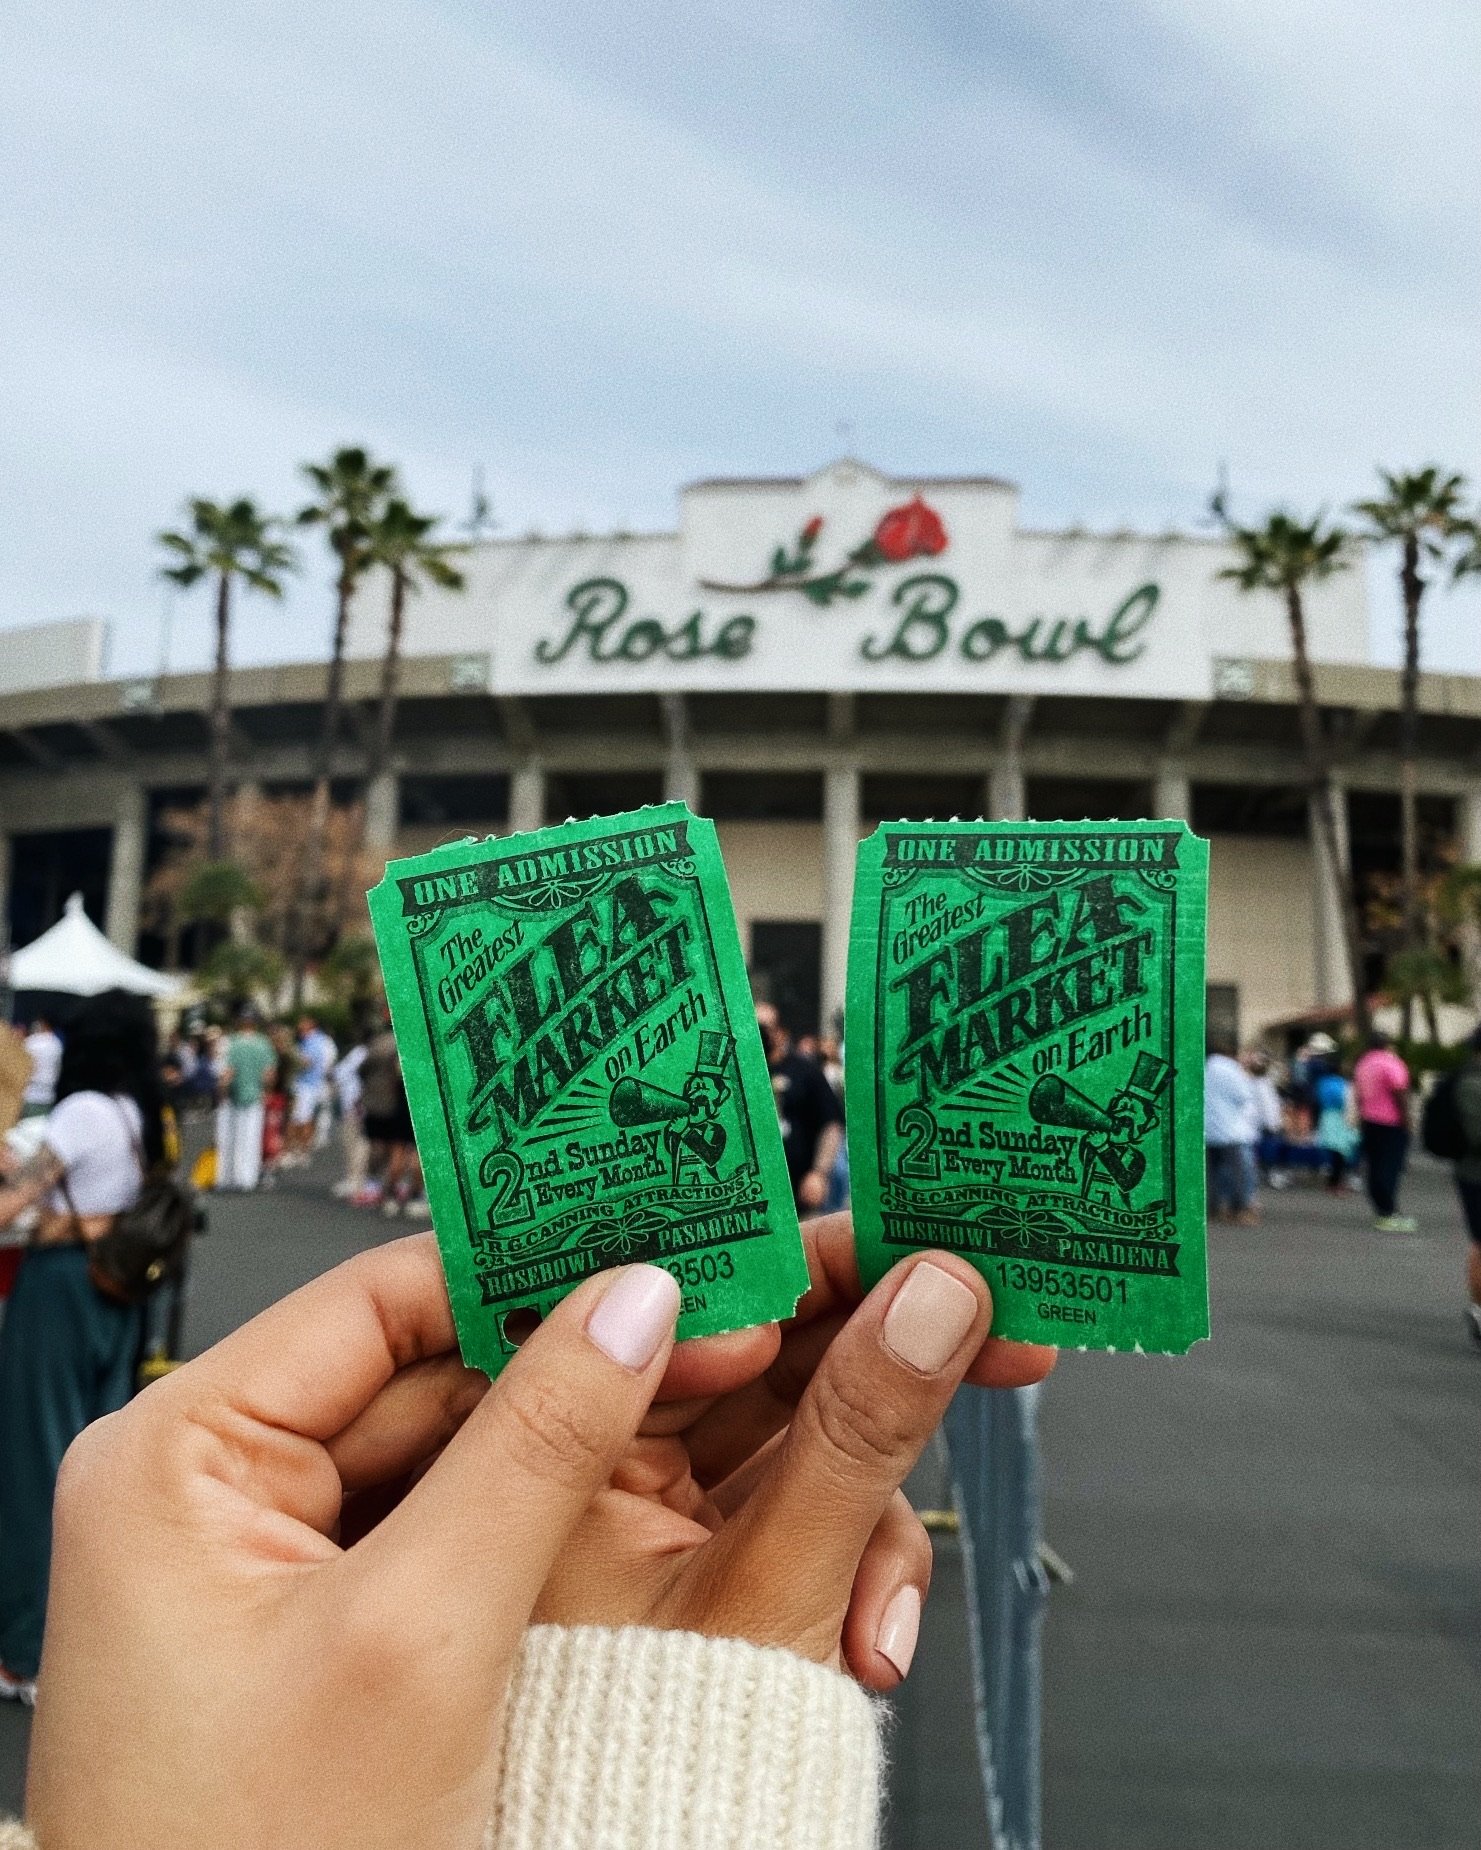 Rose Bowl
ONE ADMISSION
The
Greatest
FLEA
MARKET
on Earth
2nd Sunday
Every Month
R.G. CANNING ATTRACTIONS
ROSEBOWL PASADENA
3503
ONE ADMISSION
The
Greatest
FLEA
MARKET
on Earth
2nd Sunday
Every Month
R.G. CANNING ATTRACTIONS
ROSEBOWL PASADENA
13953501
GREEN